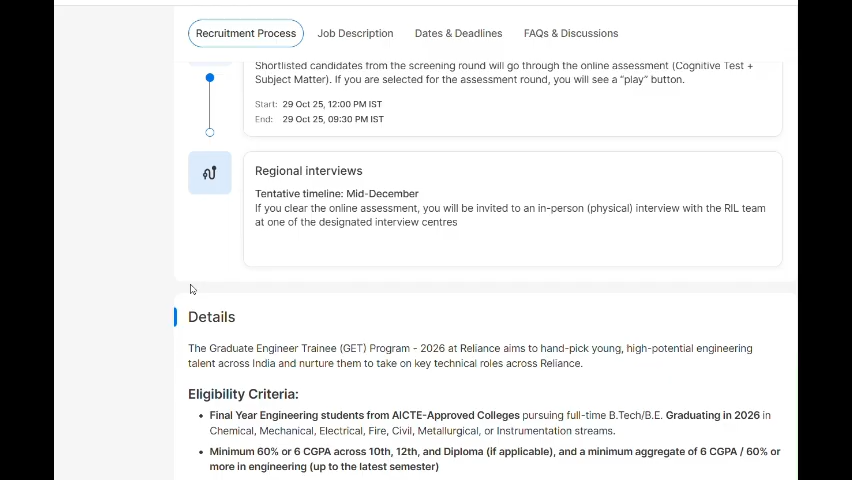 Recruitment Process
Job Description
Dates & Deadlines
FAQs & Discussions
Shortlisted candidates from the screening round will go through the online assessment (Cognitive Test +
Subject Matter). If you are selected for the assessment round, you will see a “play” button.
Start: 29 Oct 25, 12:00 PM IST
End: 29 Oct 25, 09:30 PM IST
Regional interviews
Tentative timeline: Mid-December
If you clear the online assessment, you will be invited to an in-person (physical) interview with the RIL team
at one of the designated interview centres
Details
The Graduate Engineer Trainee (GET) Program - 2026 at Reliance aims to hand-pick young, high-potential engineering
talent across India and nurture them to take on key technical roles across Reliance.
Eligibility Criteria:
• Final Year Engineering students from AICTE-Approved Colleges pursuing full-time B.Tech/B.E. Graduating in 2026 in
Chemical, Mechanical, Electrical, Fire, Civil, Metallurgical, or Instrumentation streams.
• Minimum 60% or 6 CGPA across 10th, 12th, and Diploma (if applicable), and a minimum aggregate of 6 CGPA / 60% or
more in engineering (up to the latest semester)